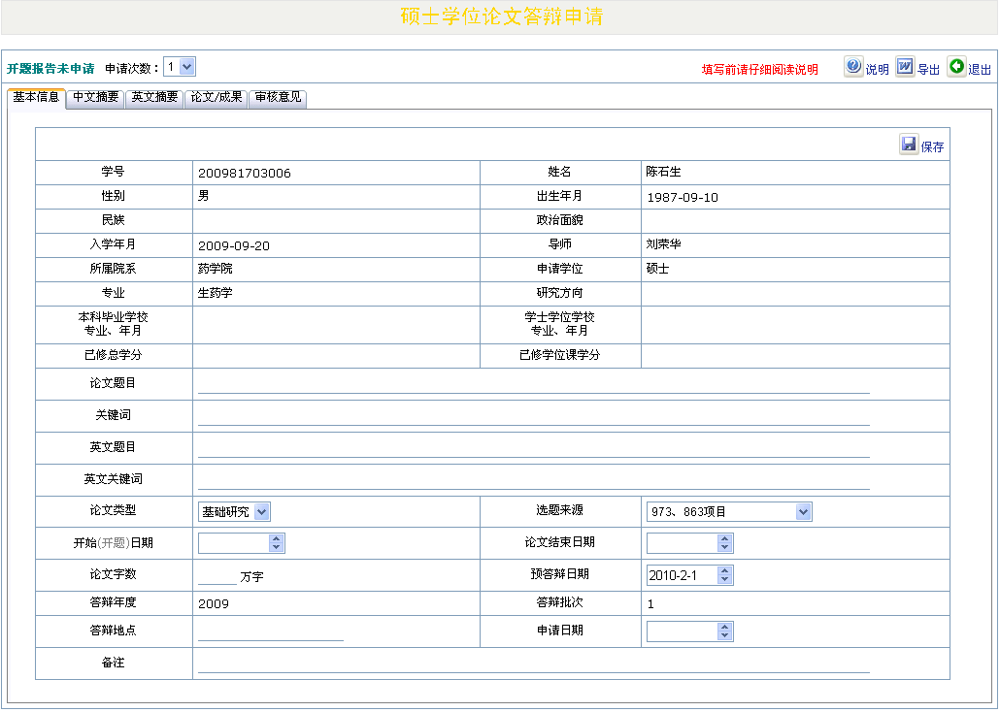 硕士学位论文答辩申请
开题报告未申请 申请次数： 1 填写前请仔细阅读说明 说明 导出 退出
基本信息 中文摘要 英文摘要 论文/成果 审核意见
保存
学号 200981703006 姓名 陈石生
性别 男 出生年月 1987-09-10
民族 政治面貌
入学年月 2009-09-20 导师 刘荣华
所属院系 药学院 申请学位 硕士
专业 生药学 研究方向
本科毕业学校 学士学位学校
专业、年月 专业、年月
已修总学分 已修学位课学分
论文题目
关键词
英文题目
英文关键词
论文类型 基础研究 选题来源 973、863项目
开始(开题)日期 论文结束日期
论文字数 万字 预答辩日期 2010-2-1
答辩年度 2009 答辩批次 1
答辩地点 申请日期
备注